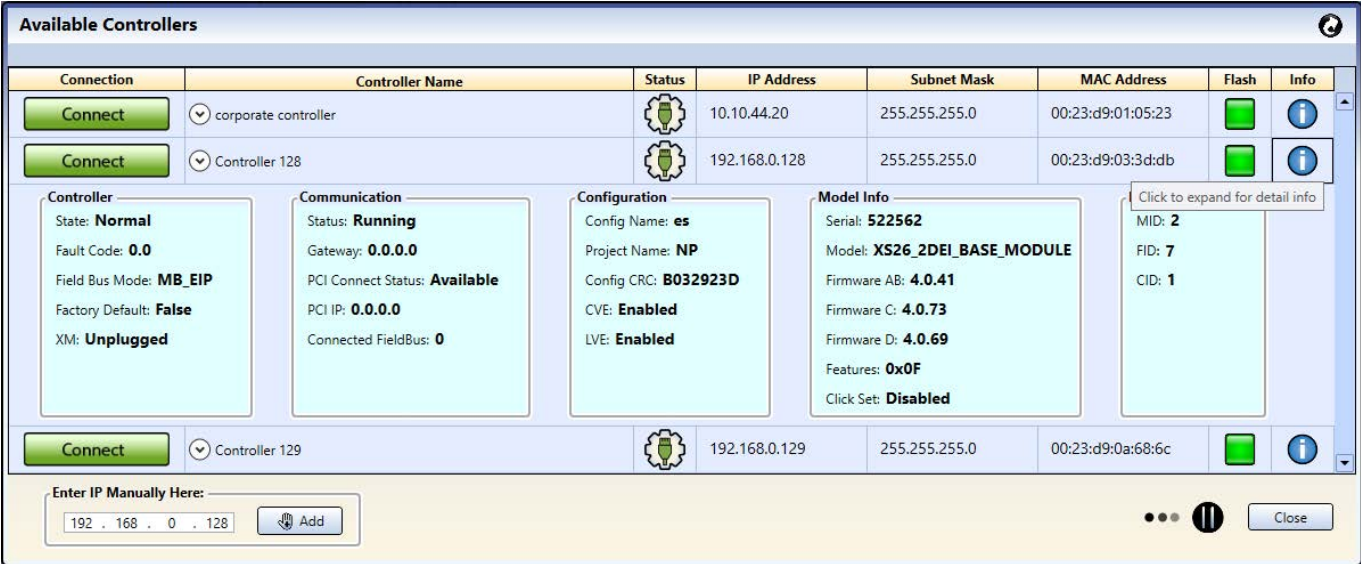 Available Controllers
Connection Controller Name Status IP Address Subnet Mask MAC Address Flash Info
Connect corporate controller 10.10.44.20 255.255.255.0 00:23:d9:01:05:23
Connect Controller 128 192.168.0.128 255.255.255.0 00:23:d9:03:3d:db
Click to expand for detail info
Controller
State: Normal
Fault Code: 0.0
Field Bus Mode: MB_EIP
Factory Default: False
XM: Unplugged
Communication
Status: Running
Gateway: 0.0.0.0
PCI Connect Status: Available
PCI IP: 0.0.0.0
Connected FieldBus: 0
Configuration
Config Name: es
Project Name: NP
Config CRC: B032923D
CVE: Enabled
LVE: Enabled
Model Info
Serial: 522562
Model: XS26_2DEI_BASE_MODULE
Firmware AB: 4.0.41
Firmware C: 4.0.73
Firmware D: 4.0.69
Features: 0x0F
Click Set: Disabled
MID: 2
FID: 7
CID: 1
Connect Controller 129 192.168.0.129 255.255.255.0 00:23:d9:0a:68:6c
Enter IP Manually Here:
192 . 168 . 0 . 128 Add
Close